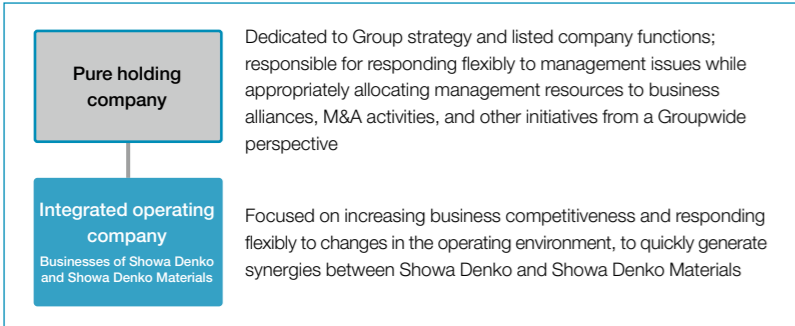 Pure holding
company
Dedicated to Group strategy and listed company functions;
responsible for responding flexibly to management issues while
appropriately allocating management resources to business
alliances, M&A activities, and other initiatives from a Groupwide
perspective
Integrated operating
company
Businesses of Showa Denko
and Showa Denko Materials
Focused on increasing business competitiveness and responding
flexibly to changes in the operating environment, to quickly generate
synergies between Showa Denko and Showa Denko Materials